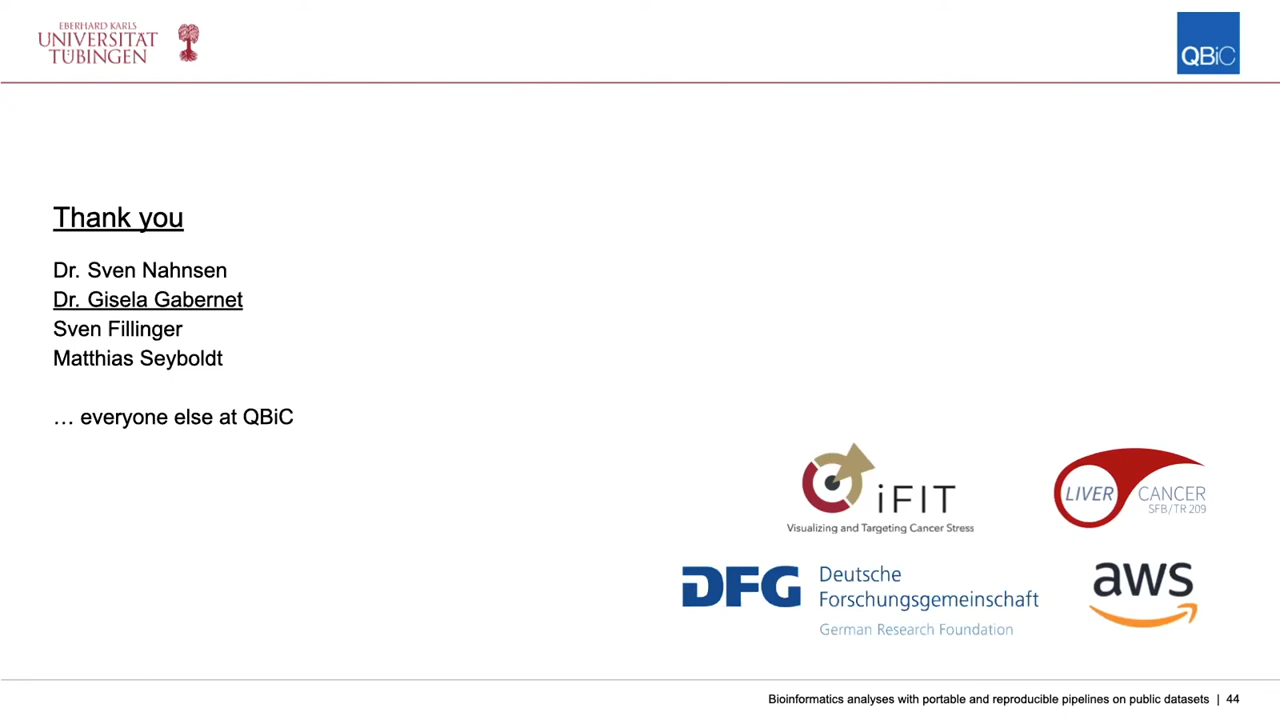 EBERHARD KARLS
UNIVERSITÄT
TÜBINGEN
QBiC
Thank you
Dr. Sven Nahnsen
Dr. Gisela Gabernet
Sven Fillinger
Matthias Seyboldt
… everyone else at QBiC
iFIT
Visualizing and Targeting Cancer Stress
LIVER CANCER
SFB/TR 209
DFG Deutsche
Forschungsgemeinschaft
German Research Foundation
aws
Bioinformatics analyses with portable and reproducible pipelines on public datasets | 44